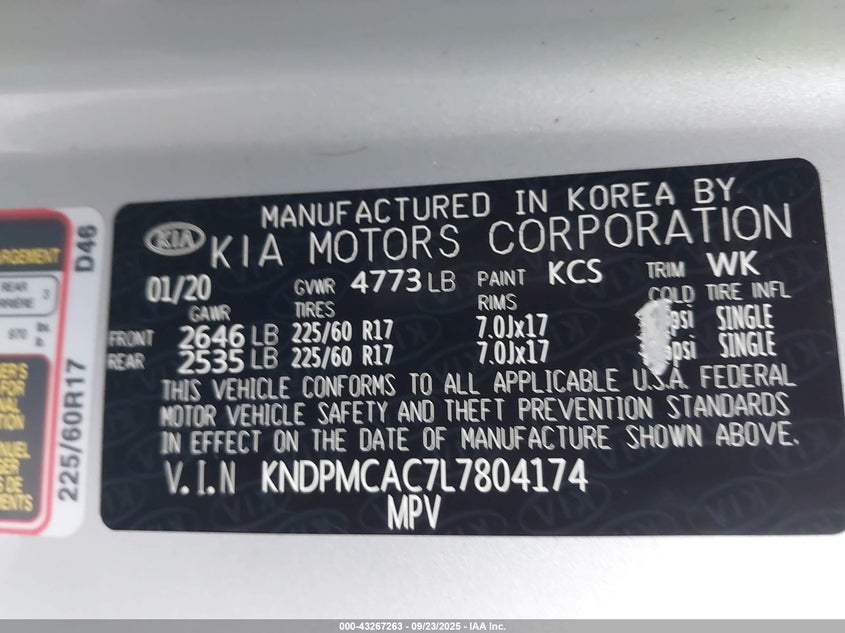 MANUFACTURED IN KOREA BY
KIA KIA MOTORS CORPORATION
01/20 GVWR 4773 LB PAINT KCS TRIM WK
GAWR TIRES RIMS COLD TIRE INFL
FRONT 2646 LB 225/60 R17 7.0Jx17 psi SINGLE
REAR 2535 LB 225/60 R17 7.0Jx17 psi SINGLE
THIS VEHICLE CONFORMS TO ALL APPLICABLE U.S.A. FEDERAL
MOTOR VEHICLE SAFETY AND THEFT PREVENTION STANDARDS
IN EFFECT ON THE DATE OF MANUFACTURE SHOWN ABOVE.
V.I.N KNDPMCAC7L7804174
MPV
REAR 3
970
225/60R17 D46
000-43267263 - 09/23/2025 - IAA Inc.